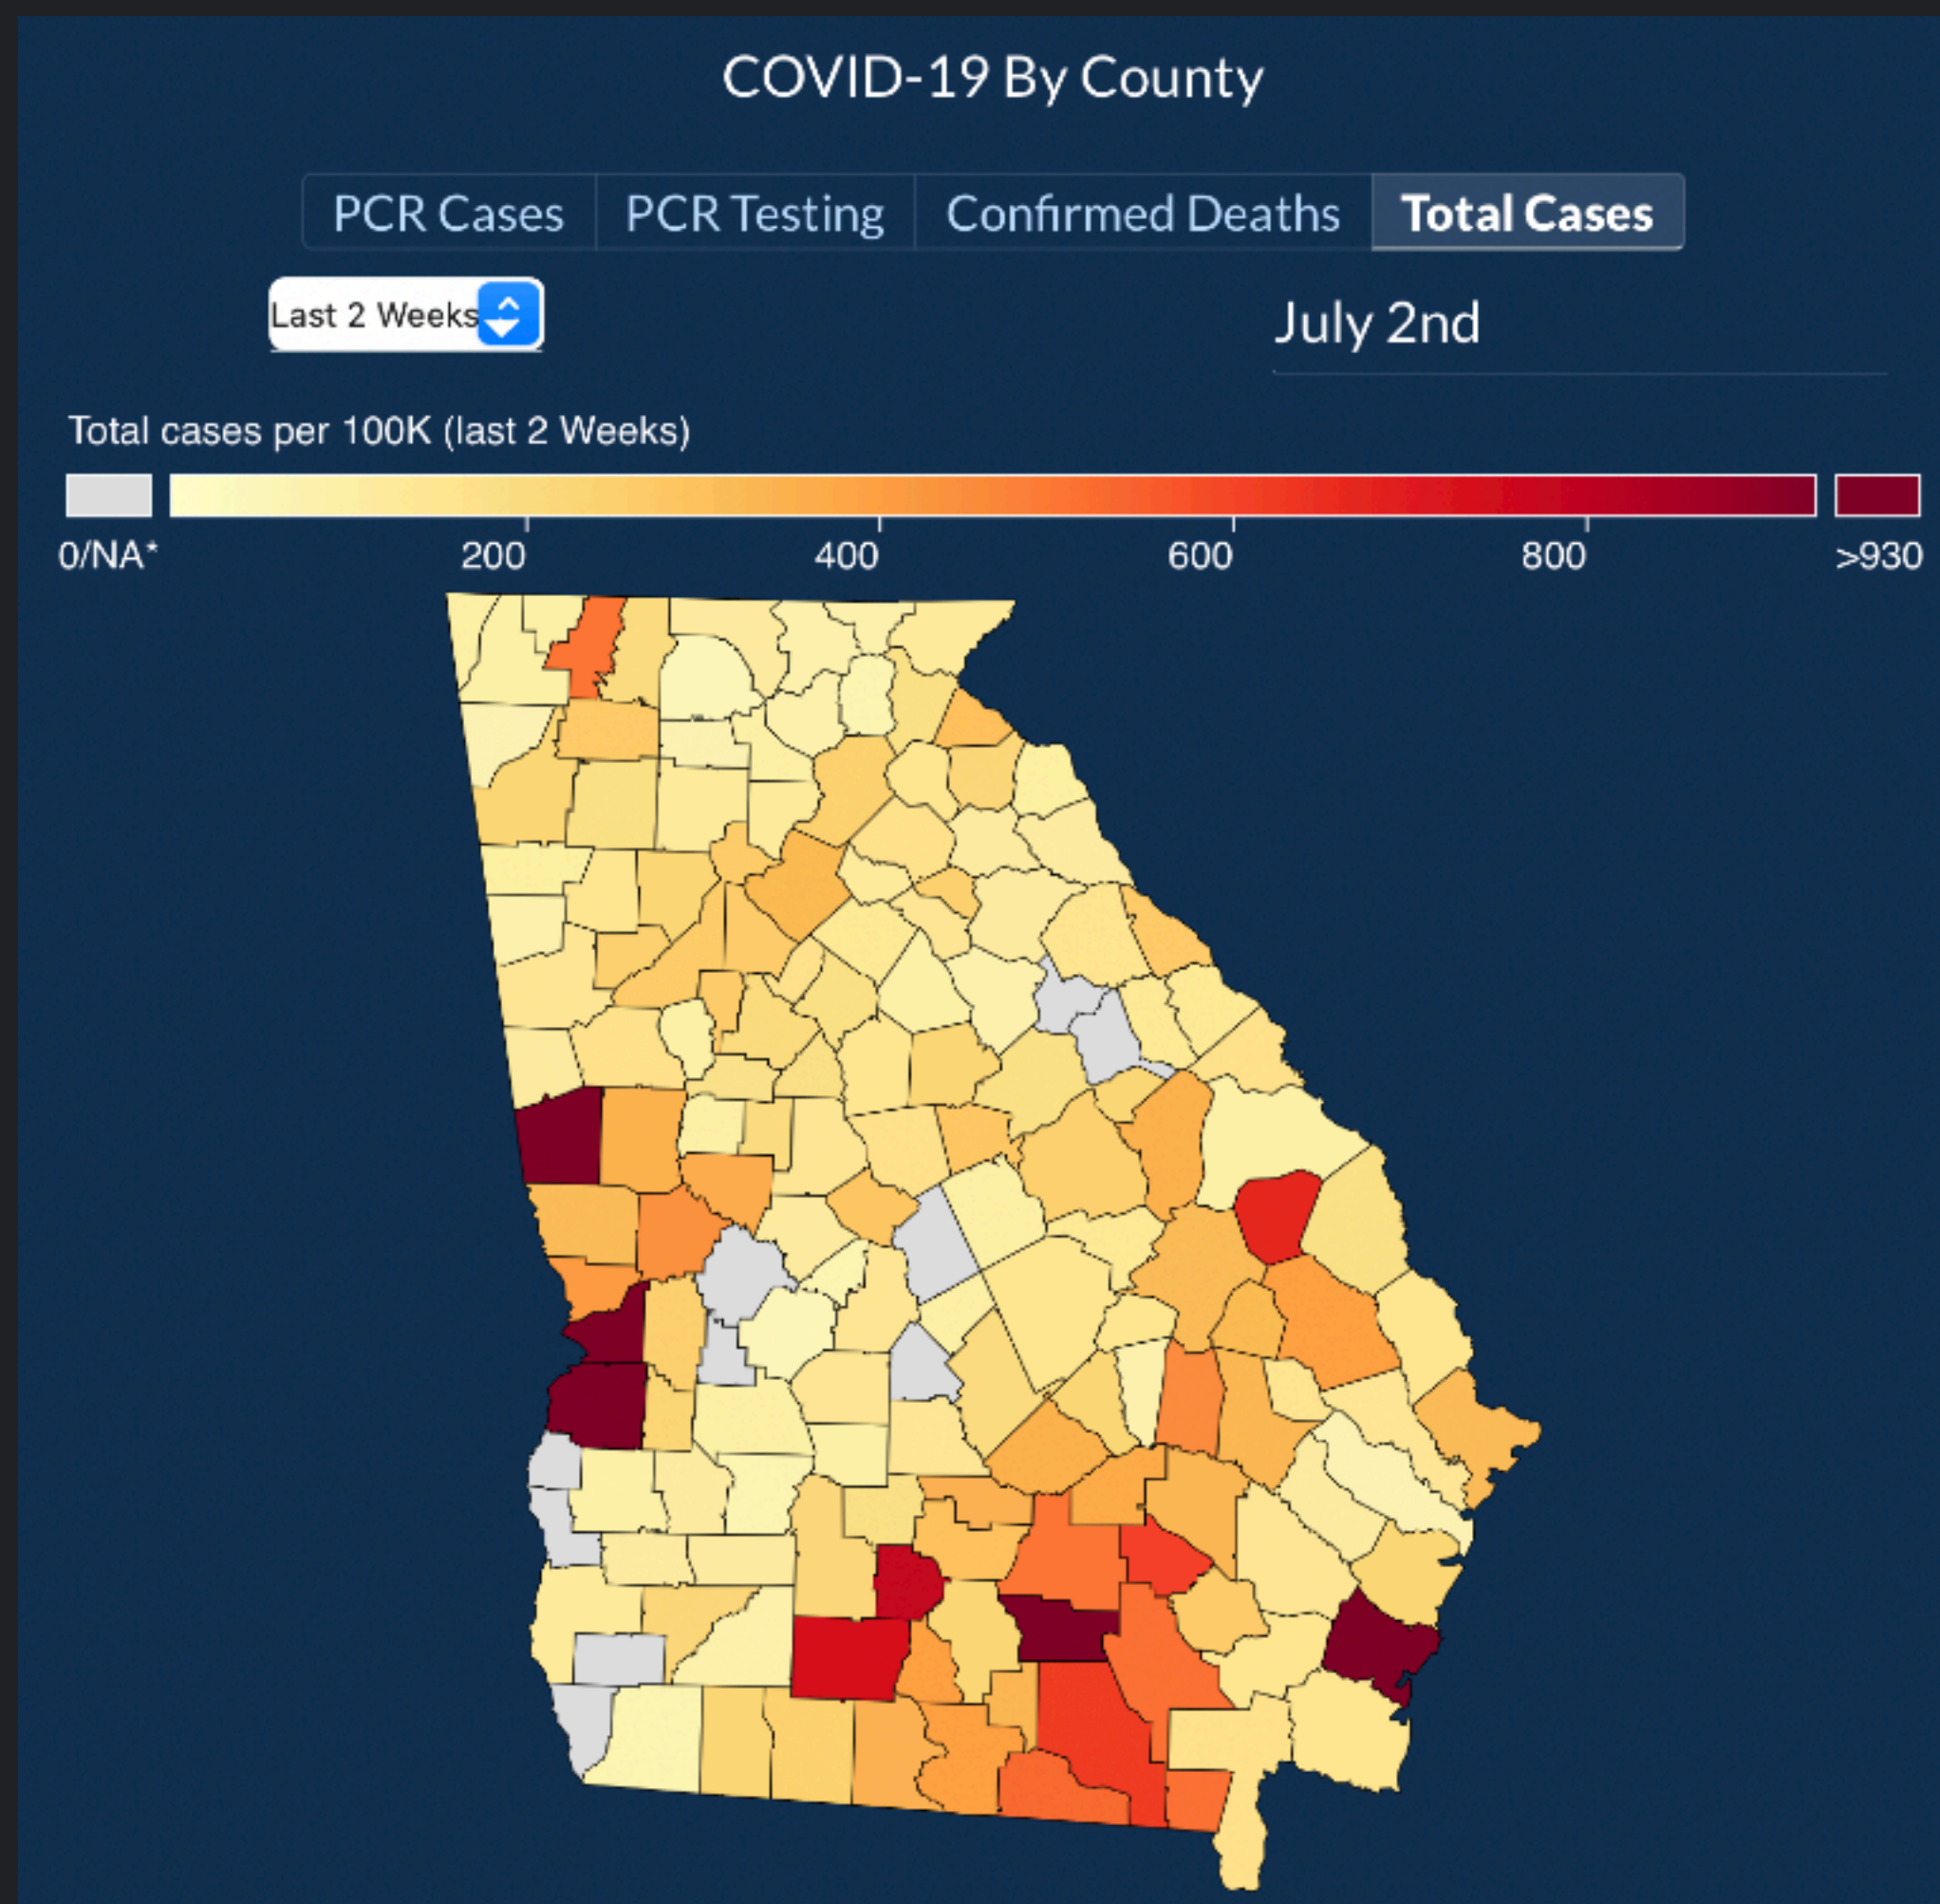 COVID-19 By County
PCR Cases PCR Testing Confirmed Deaths Total Cases
Last 2 Weeks July 2nd
Total cases per 100K (last 2 Weeks)
0/NA* 200 400 600 800 >930